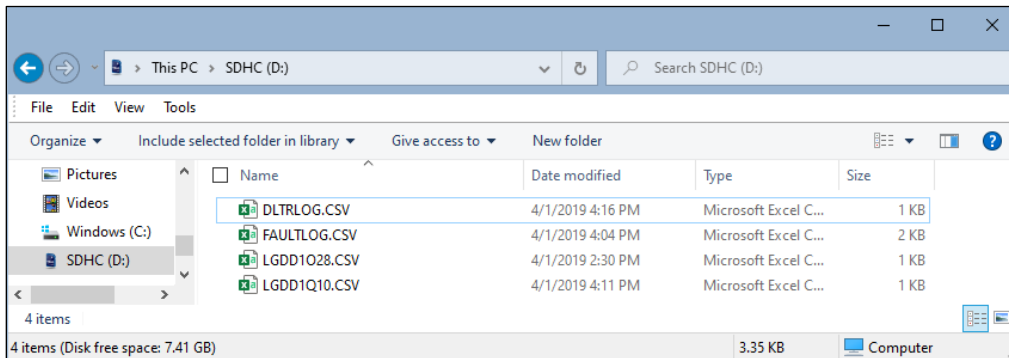 This PC > SDHC (D:)
Search SDHC (D:)
File Edit View Tools
Organize Include selected folder in library Give access to New folder
Pictures
Videos
Windows (C:)
SDHC (D:)
Name Date modified Type Size
DLTRLOG.CSV 4/1/2019 4:16 PM Microsoft Excel C... 1 KB
FAULTLOG.CSV 4/1/2019 4:04 PM Microsoft Excel C... 2 KB
LGDD1O28.CSV 4/1/2019 2:30 PM Microsoft Excel C... 1 KB
LGDD1Q10.CSV 4/1/2019 4:11 PM Microsoft Excel C... 1 KB
4 items
4 items (Disk free space: 7.41 GB) 3.35 KB Computer